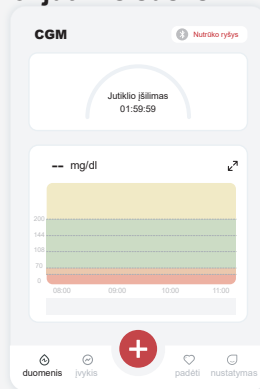 CGM
Nutrūko ryšys
Jutiklio įšilimas
01:59:59
-- mg/dl
200
144
108
70
0
08:00 09:00 10:00 11:00
duomenis įvykis padėti nustatymas